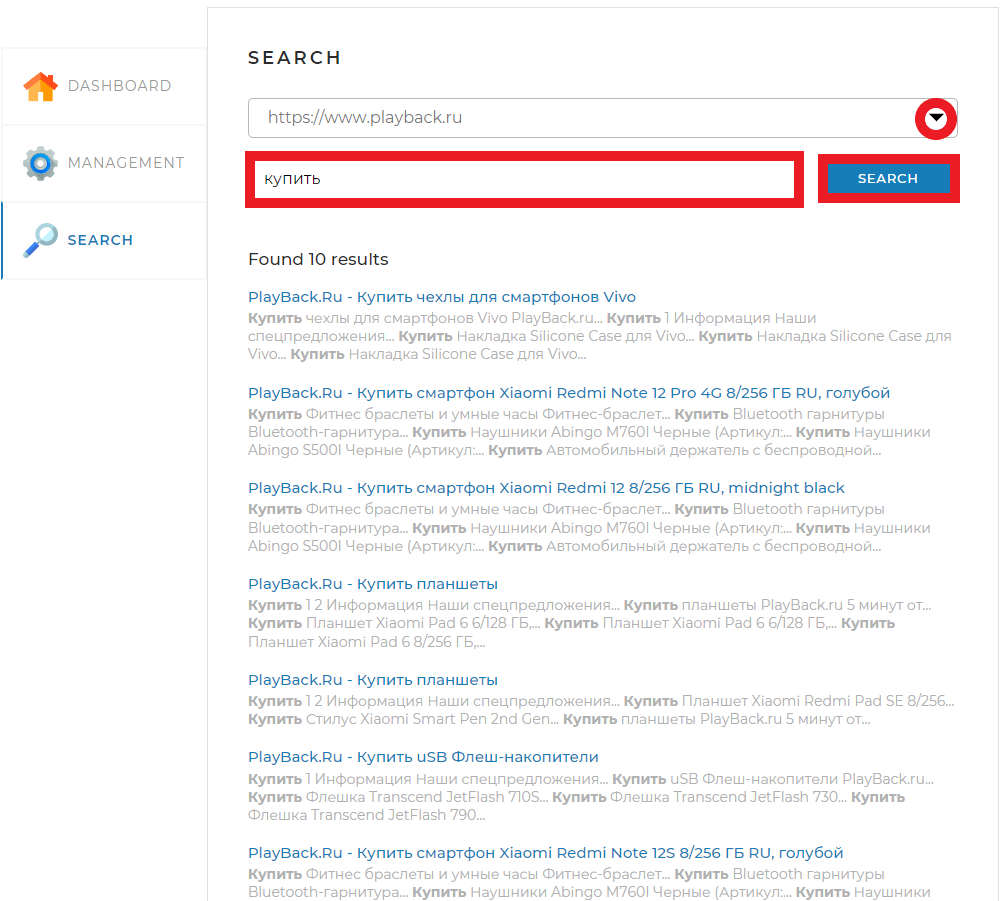 SEARCH
DASHBOARD
MANAGEMENT
SEARCH
https://www.playback.ru
купить
SEARCH
Found 10 results
PlayBack.Ru - Купить чехлы для смартфонов Vivo
Купить чехлы для смартфонов Vivo PlayBack.ru... Купить 1 Информация Наши
спецпредложения... Купить Накладка Silicone Case для Vivo... Купить Накладка Silicone Case для
Vivo... Купить Накладка Silicone Case для Vivo...
PlayBack.Ru - Купить смартфон Xiaomi Redmi Note 12 Pro 4G 8/256 ГБ RU, голубой
Купить Фитнес браслеты и умные часы Фитнес-браслет... Купить Bluetooth гарнитуры
Bluetooth-гарнитура... Купить Наушники Abingo M760I Черные (Артикул:... Купить Наушники
Abingo S500I Черные (Артикул:... Купить Автомобильный держатель с беспроводной...
PlayBack.Ru - Купить смартфон Xiaomi Redmi 12 8/256 ГБ RU, midnight black
Купить Фитнес браслеты и умные часы Фитнес-браслет... Купить Bluetooth гарнитуры
Bluetooth-гарнитура... Купить Наушники Abingo M760I Черные (Артикул:... Купить Наушники
Abingo S500I Черные (Артикул:... Купить Автомобильный держатель с беспроводной...
PlayBack.Ru - Купить планшеты
Купить 1 2 Информация Наши спецпредложения... Купить планшеты PlayBack.ru 5 минут от...
Купить Планшет Xiaomi Pad 6 6/128 ГБ,... Купить Планшет Xiaomi Pad 6 6/128 ГБ,... Купить
Планшет Xiaomi Pad 6 8/256 ГБ,...
PlayBack.Ru - Купить планшеты
Купить 1 2 Информация Наши спецпредложения... Купить Планшет Xiaomi Redmi Pad SE 8/256...
Купить Стилус Xiaomi Smart Pen 2nd Gen... Купить планшеты PlayBack.ru 5 минут от...
PlayBack.Ru - Купить uSB Флеш-накопители
Купить 1 Информация Наши спецпредложения... Купить uSB Флеш-накопители PlayBack.ru...
Купить Флешка Transcend JetFlash 710S... Купить Флешка Transcend JetFlash 730... Купить
Флешка Transcend JetFlash 790...
PlayBack.Ru - Купить смартфон Xiaomi Redmi Note 12S 8/256 ГБ RU, голубой
Купить Фитнес браслеты и умные часы Фитнес-браслет... Купить Bluetooth гарнитуры
Bluetooth-гарнитура... Купить Наушники Abingo M760I Черные (Артикул:... Купить Наушники